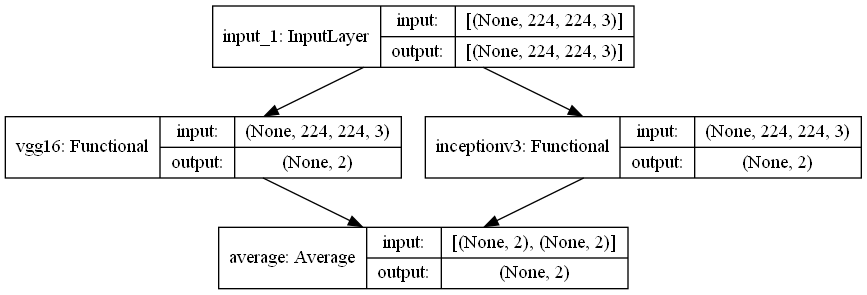 input_1: InputLayer
input: [(None, 224, 224, 3)]
output: [(None, 224, 224, 3)]
vgg16: Functional
input: (None, 224, 224, 3)
output: (None, 2)
inceptionv3: Functional
input: (None, 224, 224, 3)
output: (None, 2)
average: Average
input: [(None, 2), (None, 2)]
output: (None, 2)